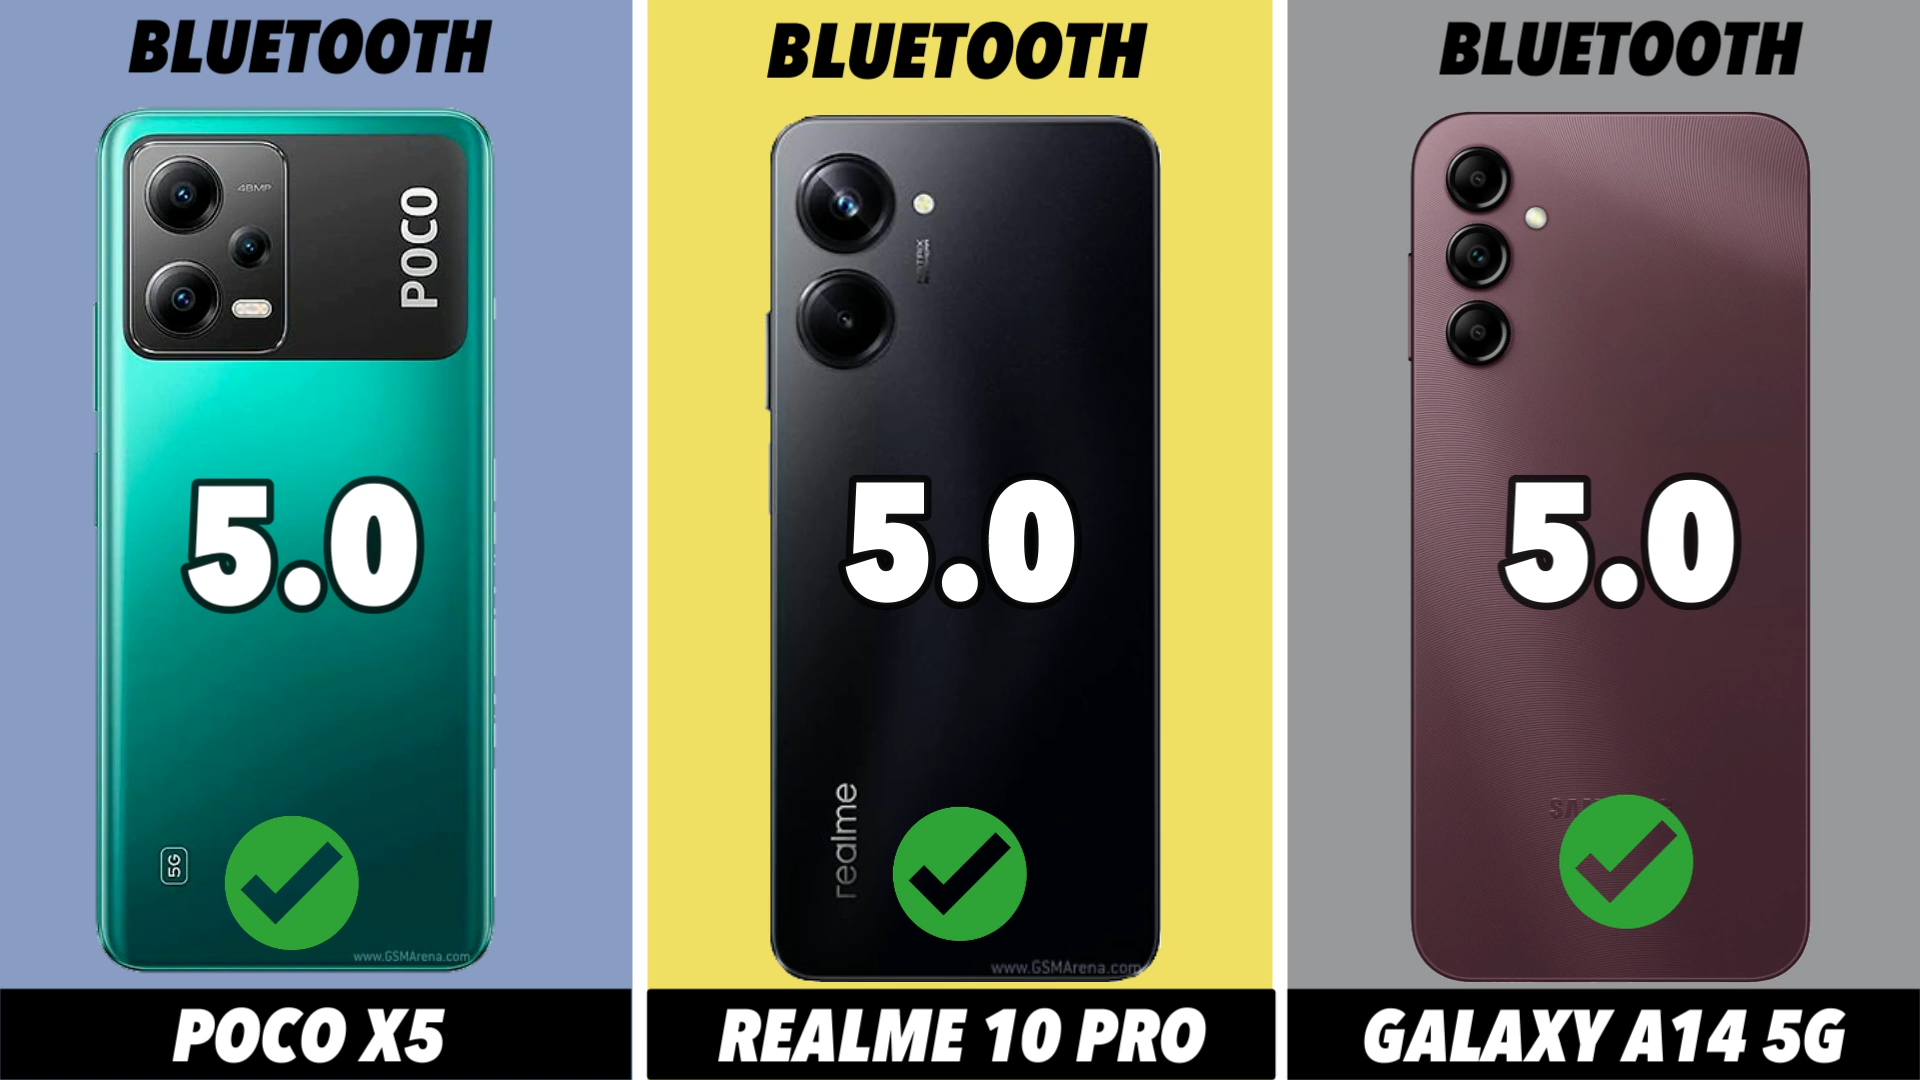 BLUETOOTH
48MP
POCO
5.0
5G
www.GSMArena.com
POCO X5
BLUETOOTH
MATRIX
5.0
realme
www.GSMArena.com
REALME 10 PRO
BLUETOOTH
5.0
GALAXY A14 5G